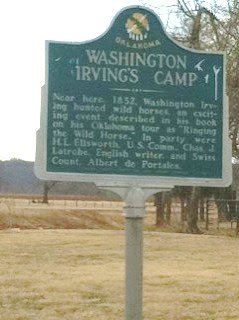 OKLAHOMA
WASHINGTON
IRVING'S CAMP
Near here, 1832, Washington Irv-
ing hunted wild horses, an excit-
ing event described in his book
on his Oklahoma tour as "Ringing
the Wild Horse." In party were
H.L. Ellsworth, U.S. Comm., Chas. J.
Latrobe, English writer, and Swiss
Count, Albert de Portales.